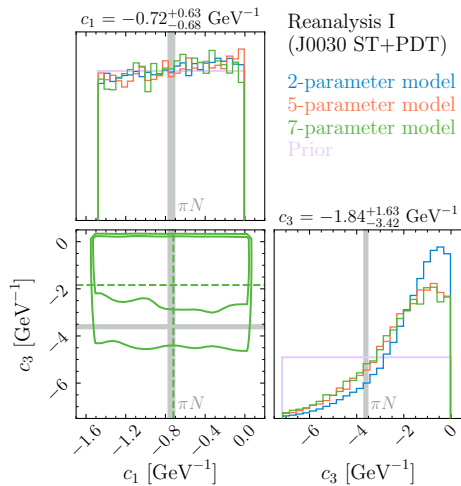 c₁ = −0.72⁺⁰·⁶³₋₀.₆₈ GeV⁻¹
Reanalysis I
(J0030 ST+PDT)
2-parameter model
5-parameter model
7-parameter model
Prior
πN
c₃ = −1.84⁺¹·⁶³₋₃.₄₂ GeV⁻¹
0
−2
−4
−6
c₃ [GeV⁻¹]
πN
πN
−1.6
−1.2
−0.8
−0.4
0.0
c₁ [GeV⁻¹]
−6
−4
−2
0
c₃ [GeV⁻¹]